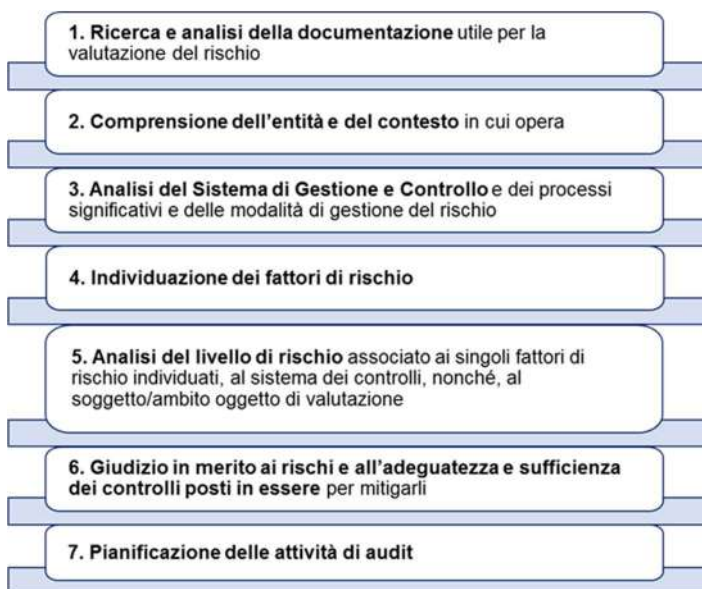 1. Ricerca e analisi della documentazione utile per la
valutazione del rischio
2. Comprensione dell'entità e del contesto in cui opera
3. Analisi del Sistema di Gestione e Controllo e dei processi
significativi e delle modalità di gestione del rischio
4. Individuazione dei fattori di rischio
5. Analisi del livello di rischio associato ai singoli fattori di
rischio individuati, al sistema dei controlli, nonché, al
soggetto/ambito oggetto di valutazione
6. Giudizio in merito ai rischi e all'adeguatezza e sufficienza
dei controlli posti in essere per mitigarli
7. Pianificazione delle attività di audit